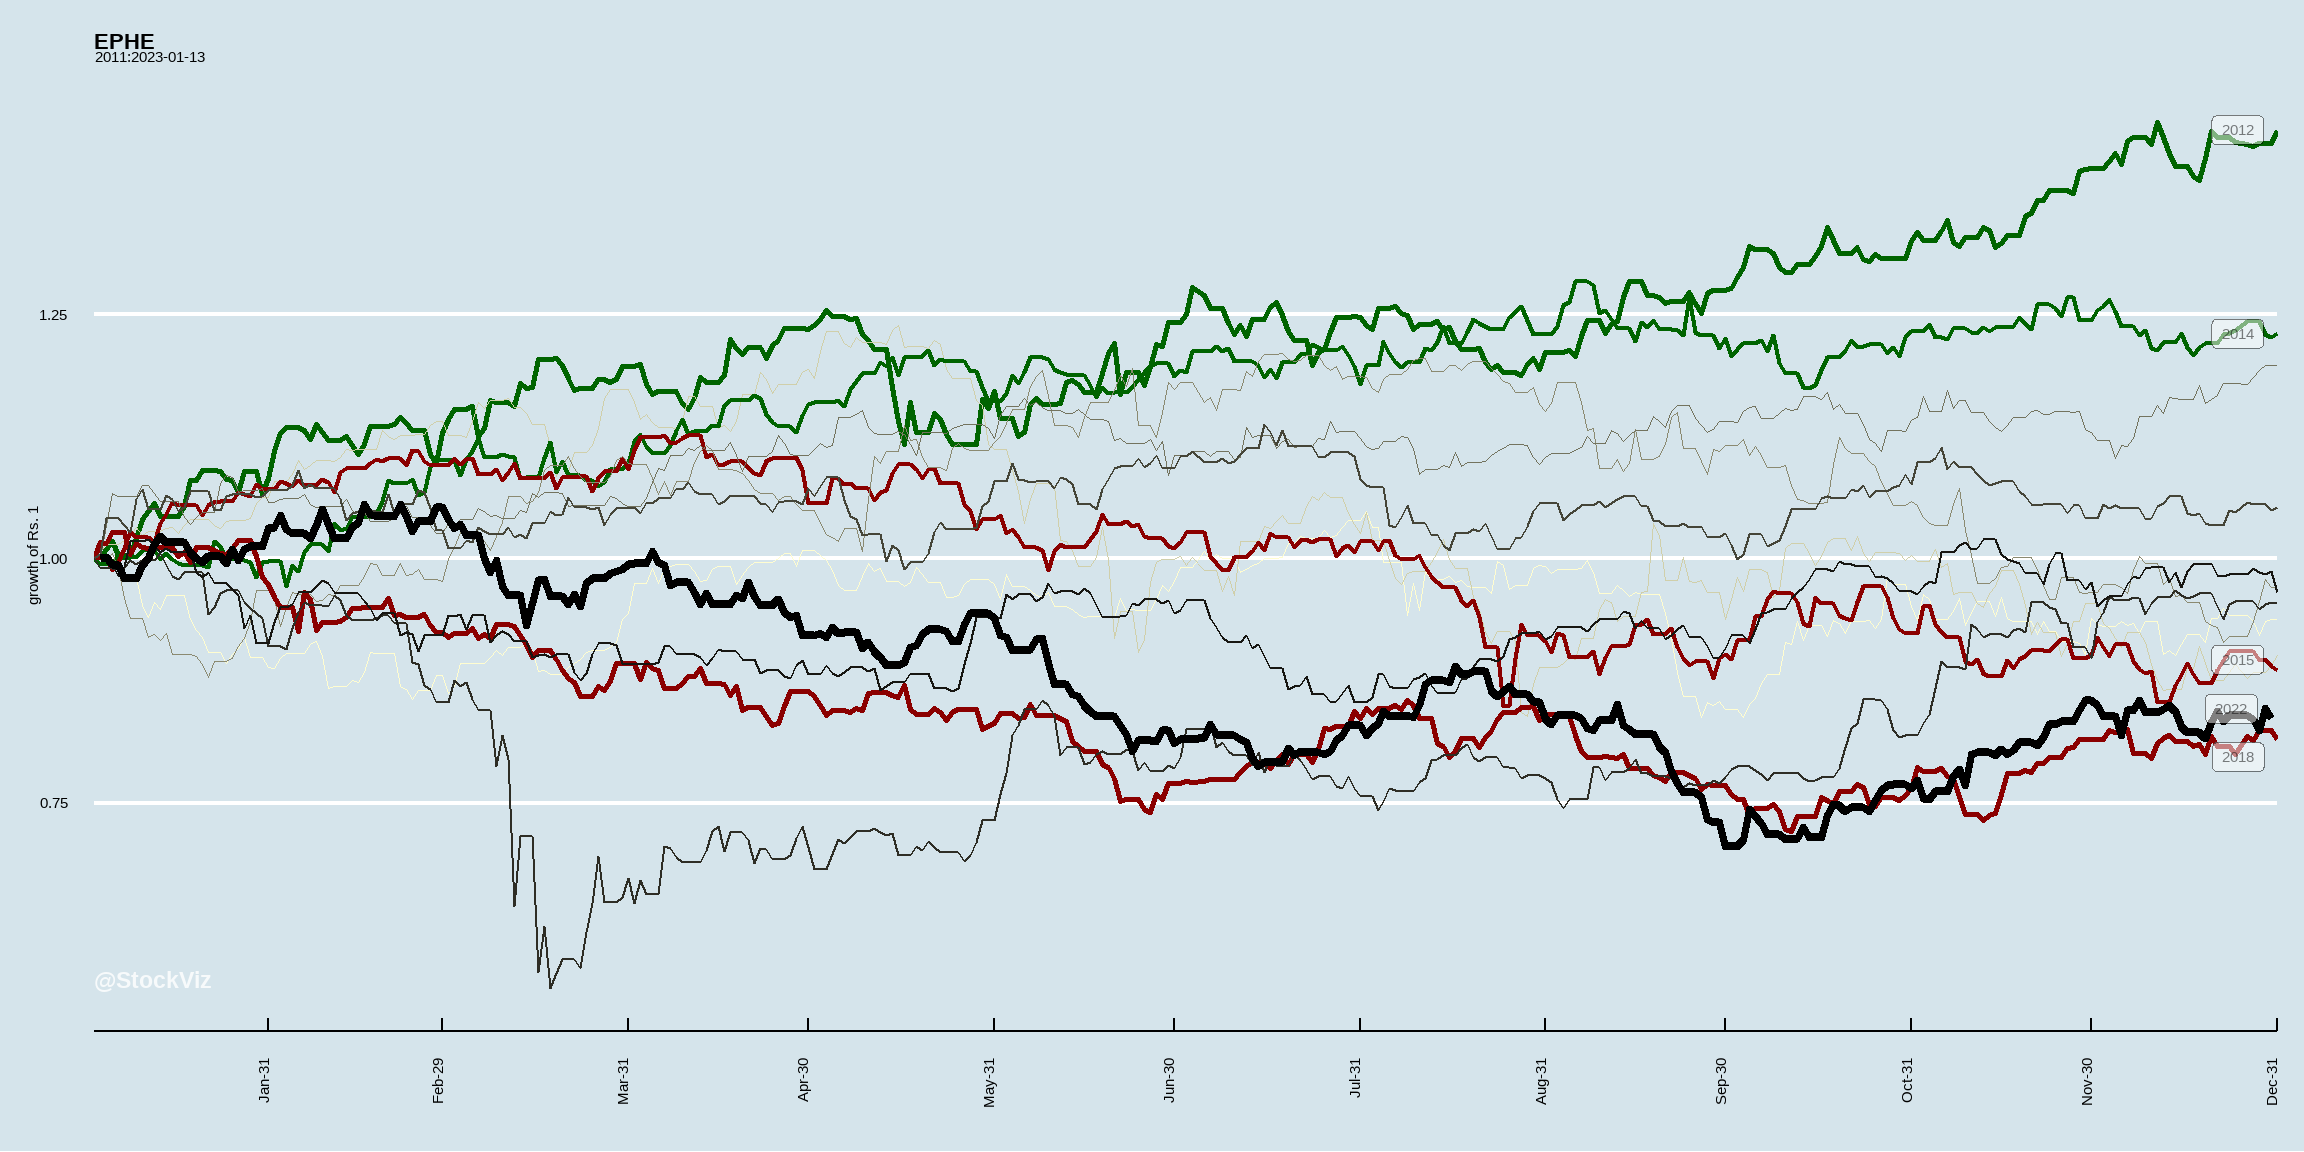 EPHE
2011:2023-01-13
2012
1.25
2014
growth of Rs. 1
1.00
2015
2022
2018
0.75
@StockViz
Jan-31
Feb-29
Mar-31
Apr-30
May-31
Jun-30
Jul-31
Aug-31
Sep-30
Oct-31
Nov-30
Dec-31